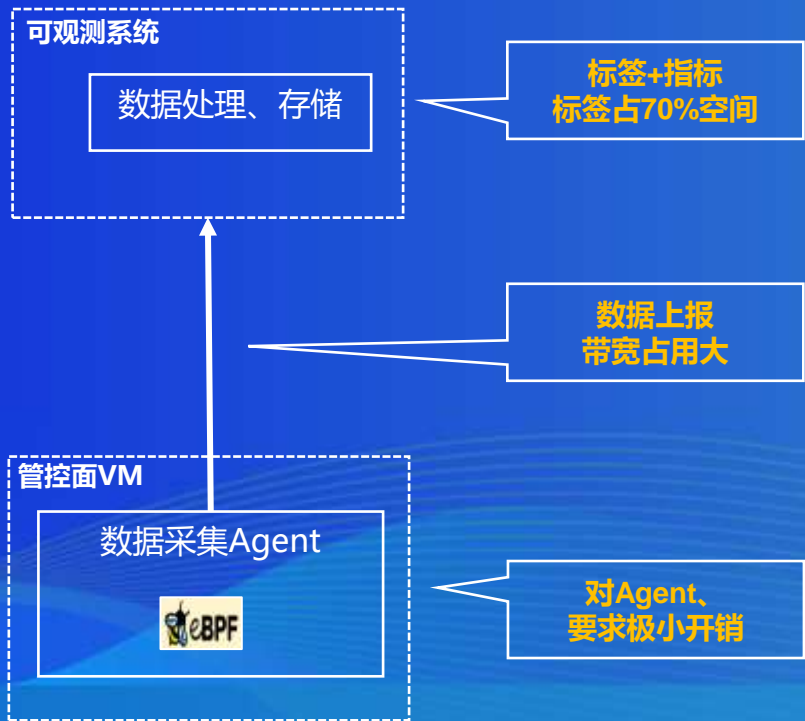 可观测系统
数据处理、存储
标签+指标
标签占70%空间
数据上报
带宽占用大
管控面VM
数据采集Agent
eBPF
对Agent、
要求极小开销